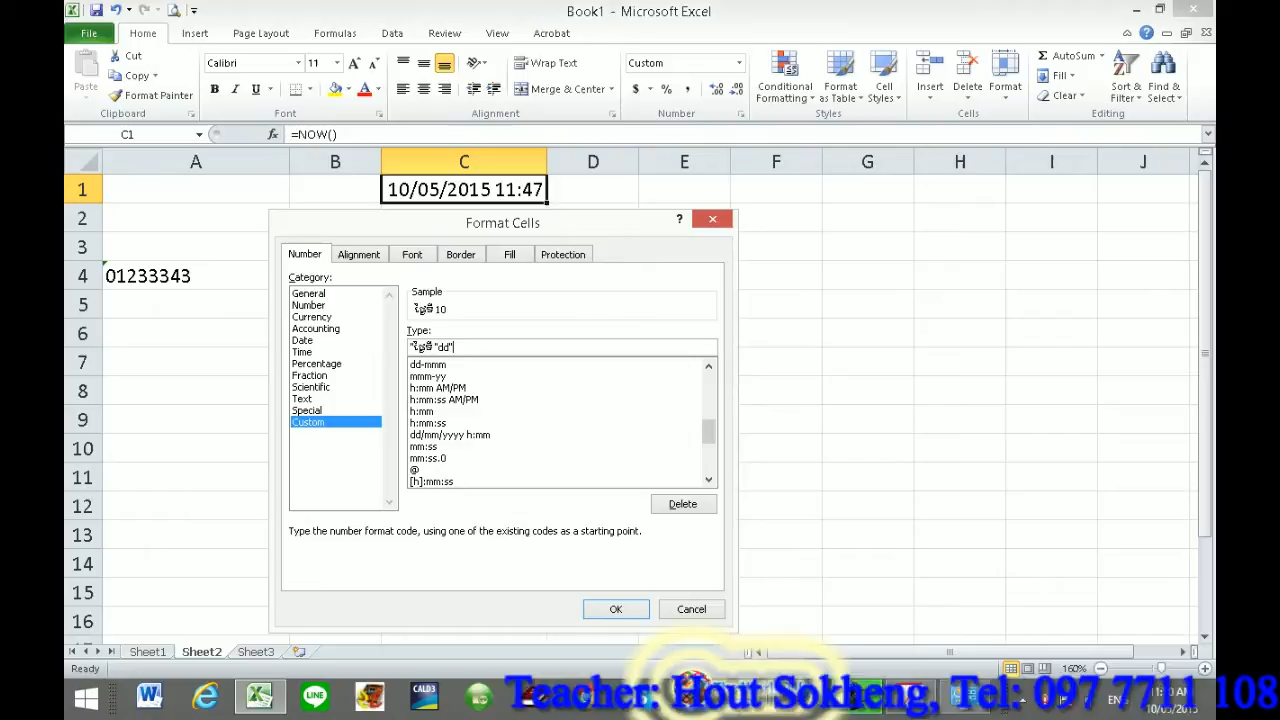 Book1 - Microsoft Excel
File Home Insert Page Layout Formulas Data Review View Acrobat
Cut
Copy
Format Painter
Paste
Clipboard
Calibri 11
B I U
Font
Wrap Text
Merge & Center
Alignment
Custom
$ % ,
Number
Conditional Formatting
Format as Table
Cell Styles
Styles
Insert Delete Format
Cells
AutoSum
Fill
Clear
Sort & Filter
Find & Select
Editing
C1 fx =NOW()
A B C D E F G H I J
1 10/05/2015 11:47
2
3
4 01233343
5
6
7
8
9
10
11
12
13
14
15
16
Format Cells
Number Alignment Font Border Fill Protection
Category:
General
Number
Currency
Accounting
Date
Time
Percentage
Fraction
Scientific
Text
Special
Custom
Sample
ថ្ងៃទី 10
Type:
"ថ្ងៃទី "dd"
dd-mmm
mmm-yy
h:mm AM/PM
h:mm:ss AM/PM
h:mm
h:mm:ss
dd/mm/yyyy h:mm
mm:ss
mm:ss.0
@
[h]:mm:ss
Delete
Type the number format code, using one of the existing codes as a starting point.
OK Cancel
Sheet1 Sheet2 Sheet3
Ready 160%
Teacher: Hout Sokheng, Tel: 097 7711 108
ENG
10/05/2015
LINE
CALD3